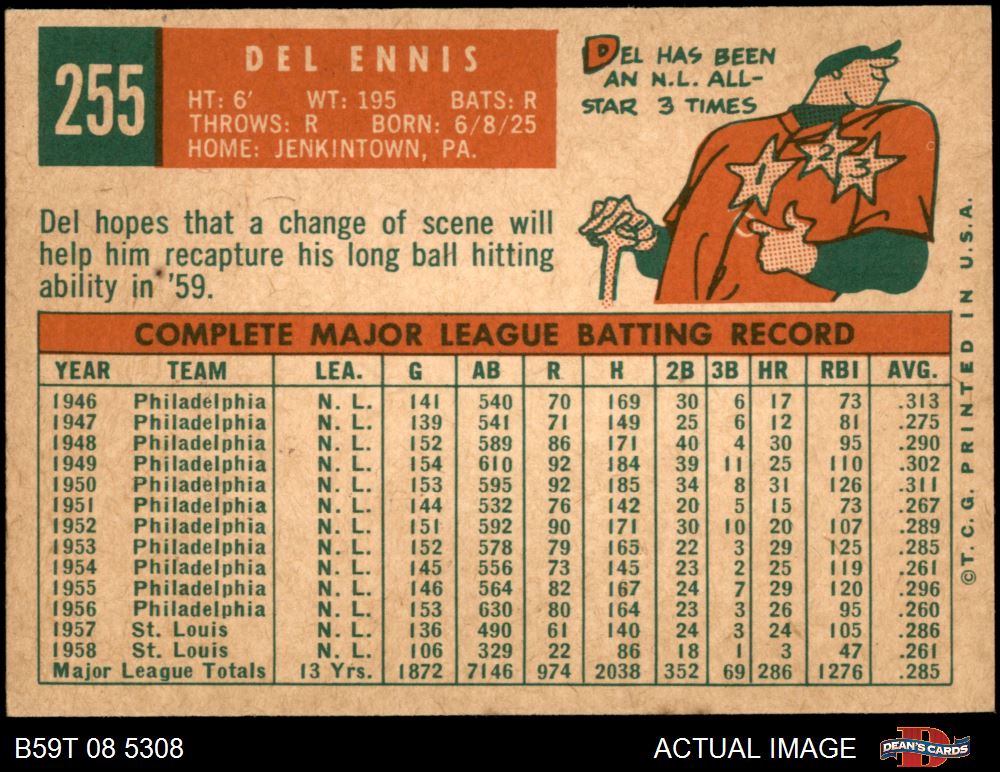 255
DEL ENNIS
HT: 6' WT: 195 BATS: R
THROWS: R BORN: 6/8/25
HOME: JENKINTOWN, PA.
DEL HAS BEEN
AN N.L. ALL-
STAR 3 TIMES
1 2 3
Del hopes that a change of scene will
help him recapture his long ball hitting
ability in '59.
COMPLETE MAJOR LEAGUE BATTING RECORD
YEAR TEAM LEA. G AB R H 2B 3B HR RBI AVG.
1946 Philadelphia N. L. 141 540 70 169 30 6 17 73 .313
1947 Philadelphia N. L. 139 541 71 149 25 6 12 81 .275
1948 Philadelphia N. L. 152 589 86 171 40 4 30 95 .290
1949 Philadelphia N. L. 154 610 92 184 39 11 25 110 .302
1950 Philadelphia N. L. 153 595 92 185 34 8 31 126 .311
1951 Philadelphia N. L. 144 532 76 142 20 5 15 73 .267
1952 Philadelphia N. L. 151 592 90 171 30 10 20 107 .289
1953 Philadelphia N. L. 152 578 79 165 22 3 29 125 .285
1954 Philadelphia N. L. 145 556 73 145 23 2 25 119 .261
1955 Philadelphia N. L. 146 564 82 167 24 7 29 120 .296
1956 Philadelphia N. L. 153 630 80 164 23 3 26 95 .260
1957 St. Louis N. L. 136 490 61 140 24 3 24 105 .286
1958 St. Louis N. L. 106 329 22 86 18 1 3 47 .261
Major League Totals 13 Yrs. 1872 7146 974 2038 352 69 286 1276 .285
©T. C. G. PRINTED IN U.S.A.
B59T 08 5308
ACTUAL IMAGE
D
DEAN'S CARDS